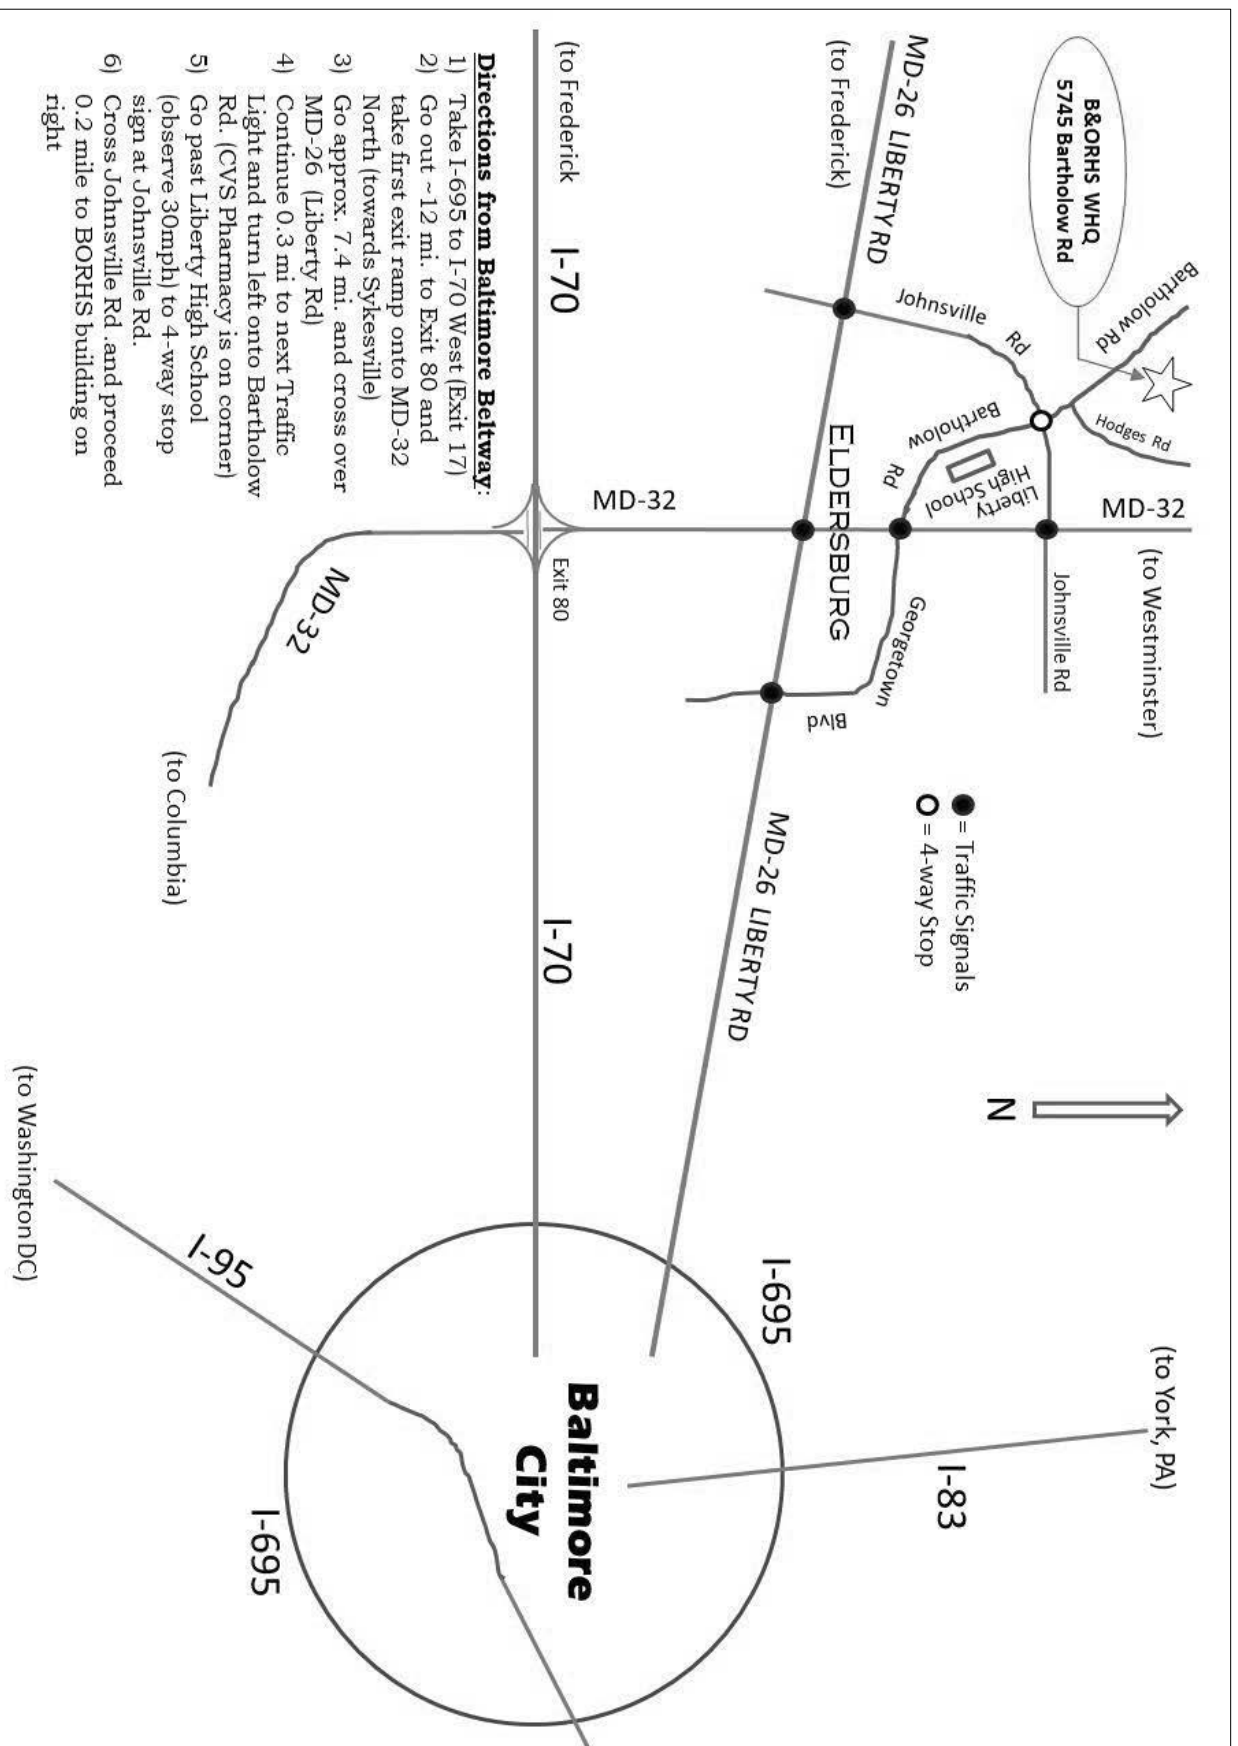 B&ORHS WHQ
5745 Bartholow Rd
Bartholow Rd
Hodges Rd
MD-32
(to Westminster)
(to York, PA)
Johnsville Rd
Johnsville
Rd
Liberty
High School
Bartholow
Rd
MD-26 LIBERTY RD
(to Frederick)
ELDERSBURG
Georgetown
Blvd
= Traffic Signals
= 4-way Stop
N
I-83
MD-26 LIBERTY RD
I-695
MD-32
(to Frederick)
I-70
Exit 80
I-70
Baltimore
City
Directions from Baltimore Beltway:
1) Take I-695 to I-70 West (Exit 17)
2) Go out ~12 mi. to Exit 80 and
take first exit ramp onto MD-32
North (towards Sykesville)
3) Go approx. 7.4 mi. and cross over
MD-26 (Liberty Rd)
4) Continue 0.3 mi to next Traffic
Light and turn left onto Bartholow
Rd. (CVS Pharmacy is on corner)
5) Go past Liberty High School
(observe 30mph) to 4-way stop
sign at Johnsville Rd.
6) Cross Johnsville Rd .and proceed
0.2 mile to BORHS building on
right
MD-32
(to Columbia)
I-95
I-695
(to Washington DC)